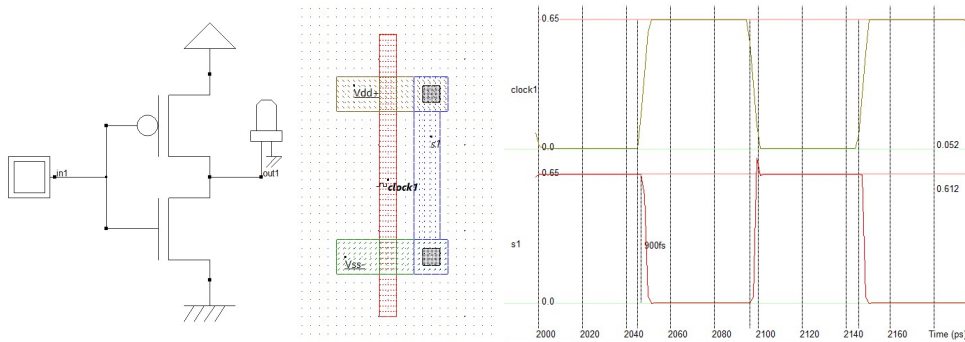 in1
out1
Vdd+
s1
clock1
Vss-
0.65
clock1
0.0
0.052
0.65
0.612
s1
900fs
0.0
2000 2020 2040 2060 2080 2100 2120 2140 2160 Time (ps)